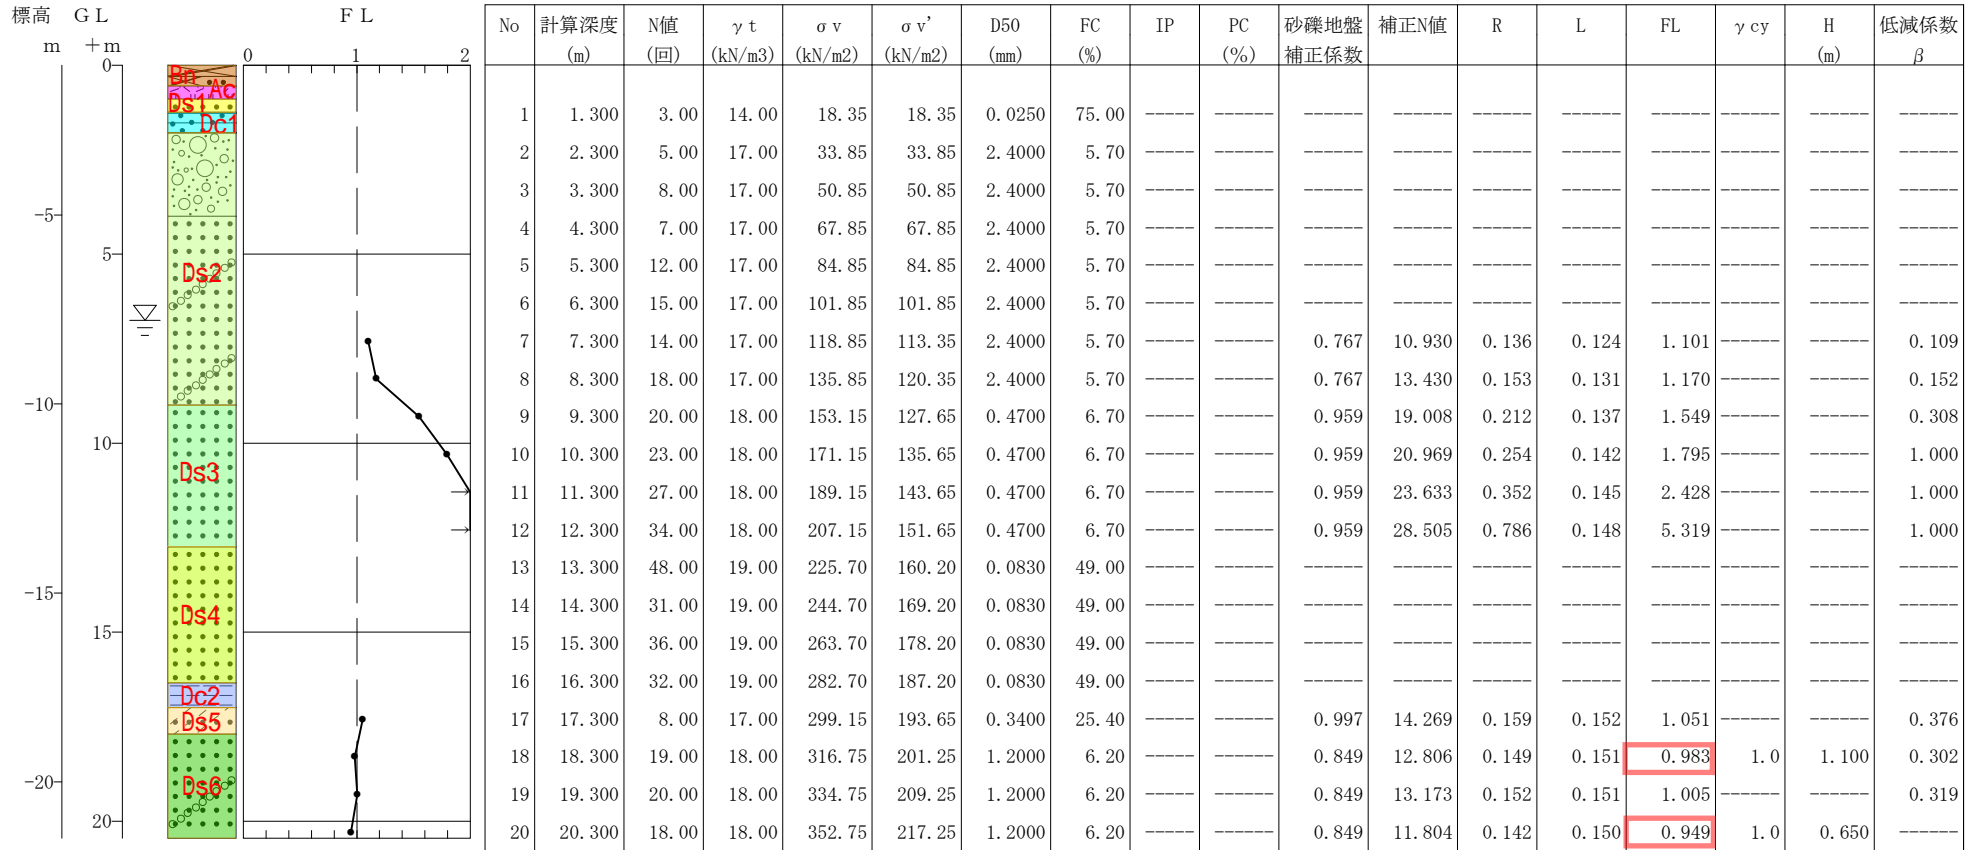 標高 GL FL
m +m
No 計算深度 N値 γt σv σv' D50 FC IP PC 砂礫地盤 補正N値 R L FL γcy H 低減係数
(m) (回) (kN/m3) (kN/m2) (kN/m2) (mm) (%) (%) 補正係数 (m) β
0 0 1 2
Bn
Ac
Ds1
Dc1
-5
5
Ds2
-10
10
Ds3
-15
15
Ds4
Dc2
Ds5
-20
20
Ds6
1 1.300 3.00 14.00 18.35 18.35 0.0250 75.00 ----- ------ ------ ------ ----- ----- ----- ------ ------ -----
2 2.300 5.00 17.00 33.85 33.85 2.4000 5.70 ----- ------ ------ ------ ----- ----- ----- ------ ------ -----
3 3.300 8.00 17.00 50.85 50.85 2.4000 5.70 ----- ------ ------ ------ ----- ----- ----- ------ ------ -----
4 4.300 7.00 17.00 67.85 67.85 2.4000 5.70 ----- ------ ------ ------ ----- ----- ----- ------ ------ -----
5 5.300 12.00 17.00 84.85 84.85 2.4000 5.70 ----- ------ ------ ------ ----- ----- ----- ------ ------ -----
6 6.300 15.00 17.00 101.85 101.85 2.4000 5.70 ----- ------ ------ ------ ----- ----- ----- ------ ------ -----
7 7.300 14.00 17.00 118.85 113.35 2.4000 5.70 ----- ------ 0.767 10.930 0.136 0.124 1.101 ------ ------ 0.109
8 8.300 18.00 17.00 135.85 120.35 2.4000 5.70 ----- ------ 0.767 13.430 0.153 0.131 1.170 ------ ------ 0.152
9 9.300 20.00 18.00 153.15 127.65 0.4700 6.70 ----- ------ 0.959 19.008 0.212 0.137 1.549 ------ ------ 0.308
10 10.300 23.00 18.00 171.15 135.65 0.4700 6.70 ----- ------ 0.959 20.969 0.254 0.142 1.795 ------ ------ 1.000
11 11.300 27.00 18.00 189.15 143.65 0.4700 6.70 ----- ------ 0.959 23.633 0.352 0.145 2.428 ------ ------ 1.000
12 12.300 34.00 18.00 207.15 151.65 0.4700 6.70 ----- ------ 0.959 28.505 0.786 0.148 5.319 ------ ------ 1.000
13 13.300 48.00 19.00 225.70 160.20 0.0830 49.00 ----- ------ ------ ------ ----- ----- ----- ------ ------ -----
14 14.300 31.00 19.00 244.70 169.20 0.0830 49.00 ----- ------ ------ ------ ----- ----- ----- ------ ------ -----
15 15.300 36.00 19.00 263.70 178.20 0.0830 49.00 ----- ------ ------ ------ ----- ----- ----- ------ ------ -----
16 16.300 32.00 19.00 282.70 187.20 0.0830 49.00 ----- ------ ------ ------ ----- ----- ----- ------ ------ -----
17 17.300 8.00 17.00 299.15 193.65 0.3400 25.40 ----- ------ 0.997 14.269 0.159 0.152 1.051 ------ ------ 0.376
18 18.300 19.00 18.00 316.75 201.25 1.2000 6.20 ----- ------ 0.849 12.806 0.149 0.151 0.983 1.0 1.100 0.302
19 19.300 20.00 18.00 334.75 209.25 1.2000 6.20 ----- ------ 0.849 13.173 0.152 0.151 1.005 ------ ------ 0.319
20 20.300 18.00 18.00 352.75 217.25 1.2000 6.20 ----- ------ 0.849 11.804 0.142 0.150 0.949 1.0 0.650 -----